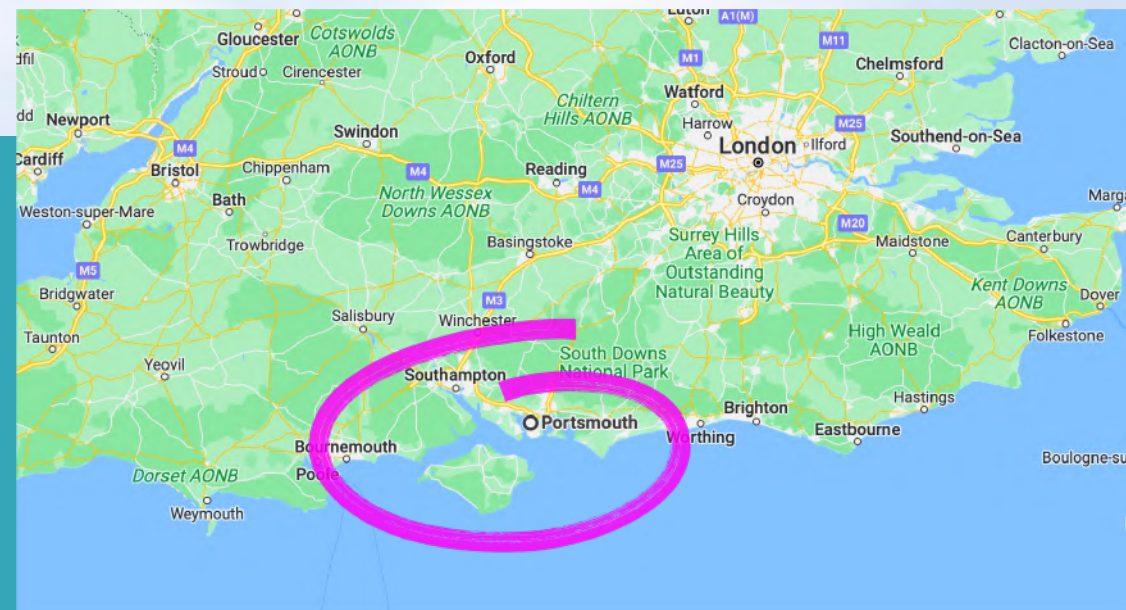 Luton
A1(M)
Cotswolds
AONB
Gloucester
M11
Clacton-on-Sea
Oxford
Chelmsford
M1
Stroud
Cirencester
Watford
Chiltern
Hills AONB
Newport
Harrow
M25
Swindon
London
Ilford
Southend-on-Sea
Cardiff
M4
Bristol
Chippenham
M4
Reading
M25
M4
North Wessex
Downs AONB
Croydon
Bath
Weston-super-Mare
M20
Trowbridge
Basingstoke
Surrey Hills
Area of
Outstanding
Natural Beauty
Maidstone
Canterbury
M5
Kent Downs
AONB
Bridgwater
M3
Dover
Salisbury
Winchester
High Weald
AONB
Folkestone
Taunton
Yeovil
South Downs
National Park
Southampton
Hastings
Portsmouth
Brighton
Worthing
Eastbourne
Bournemouth
Poole
Dorset AONB
Weymouth